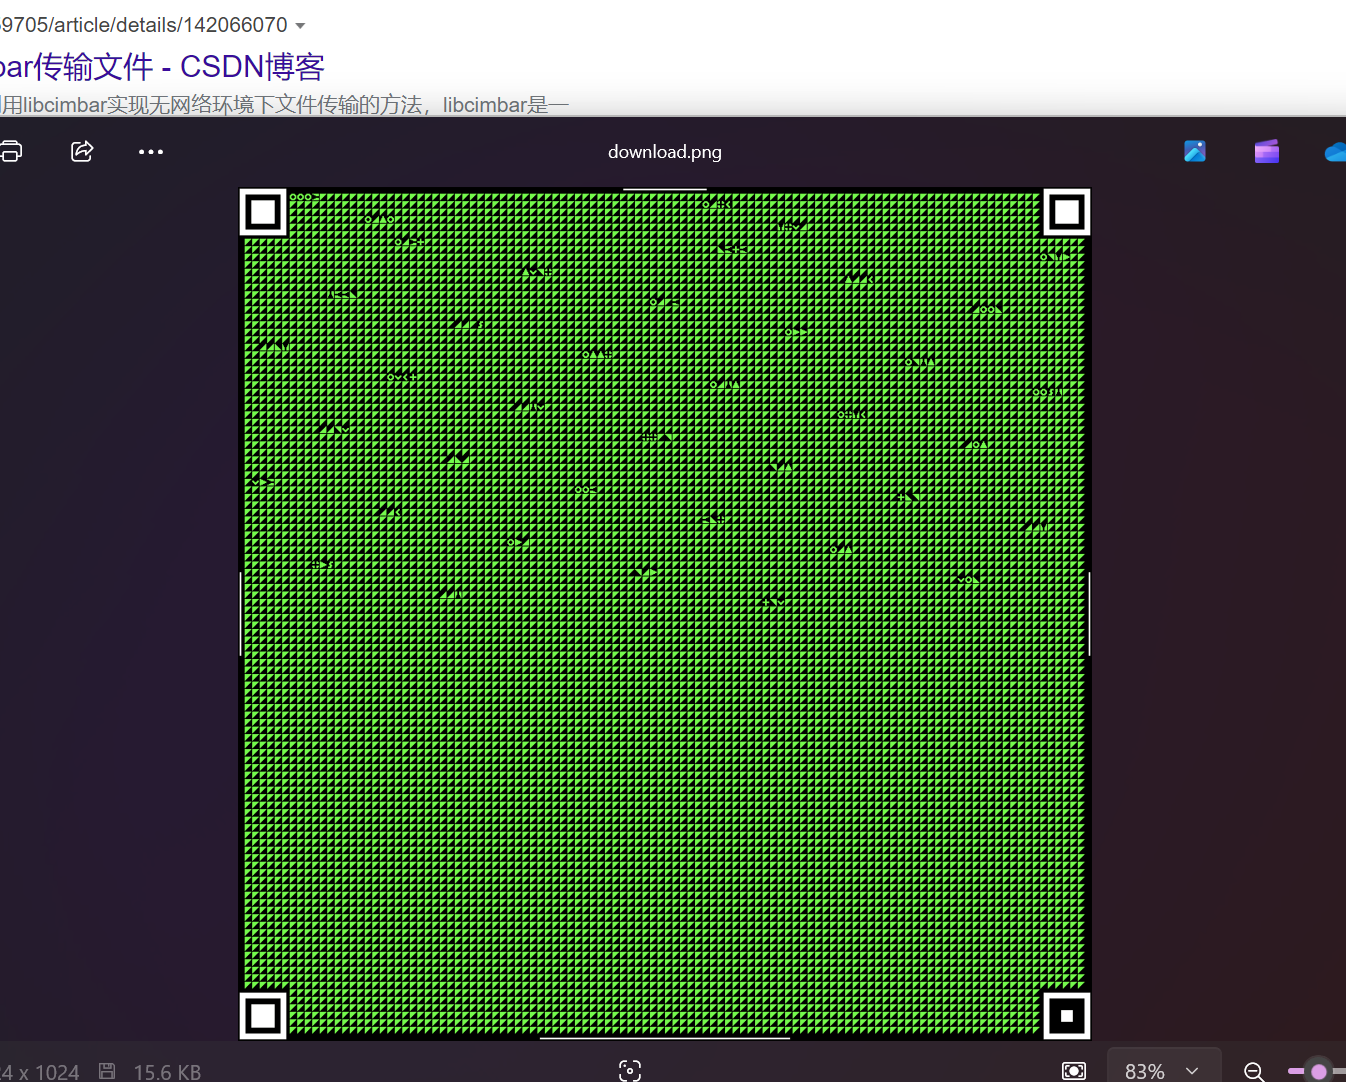 9705/article/details/142066070
bar传输文件 - CSDN博客
用libcimbar实现无网络环境下文件传输的方法，libcimbar是一
download.png
4 x 1024
15.6 KB
83%